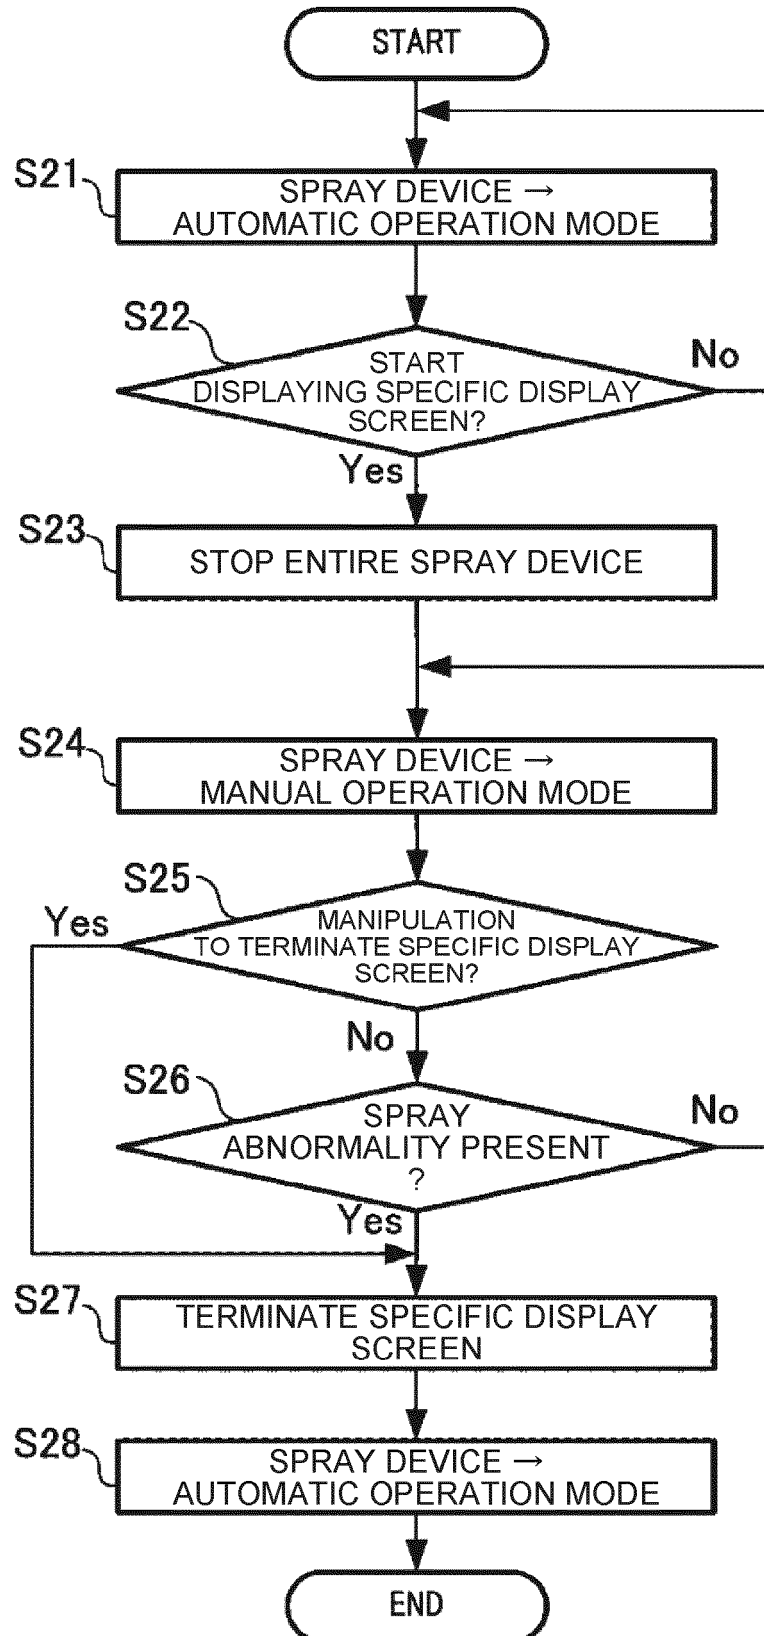 START
S21
SPRAY DEVICE →
AUTOMATIC OPERATION MODE
S22
START
DISPLAYING SPECIFIC DISPLAY
SCREEN?
No
Yes
S23
STOP ENTIRE SPRAY DEVICE
S24
SPRAY DEVICE →
MANUAL OPERATION MODE
S25
Yes
MANIPULATION
TO TERMINATE SPECIFIC DISPLAY
SCREEN?
No
S26
SPRAY
ABNORMALITY PRESENT
?
No
Yes
S27
TERMINATE SPECIFIC DISPLAY
SCREEN
S28
SPRAY DEVICE →
AUTOMATIC OPERATION MODE
END